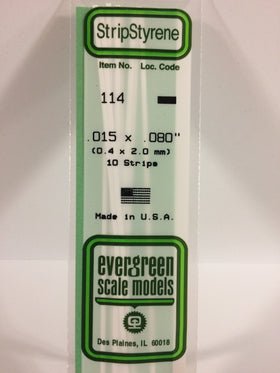 StripStyrene
Item No. Loc. Code
114
.015 x .080"
(0.4 x 2.0 mm)
10 Strips
Made in U.S.A.
evergreen
scale models
Des Plaines, IL 60018